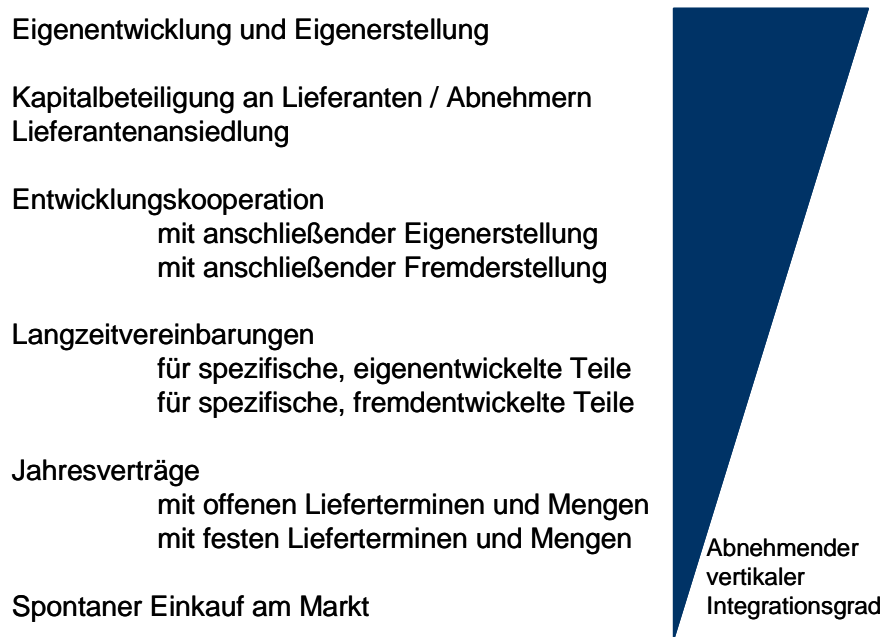 Eigenentwicklung und Eigenerstellung
Kapitalbeteiligung an Lieferanten / Abnehmern
Lieferantenansiedlung
Entwicklungskooperation
mit anschließender Eigenerstellung
mit anschließender Fremderstellung
Langzeitvereinbarungen
für spezifische, eigenentwickelte Teile
für spezifische, fremdentwickelte Teile
Jahresverträge
mit offenen Lieferterminen und Mengen
mit festen Lieferterminen und Mengen
Spontaner Einkauf am Markt
Abnehmender
vertikaler
Integrationsgrad